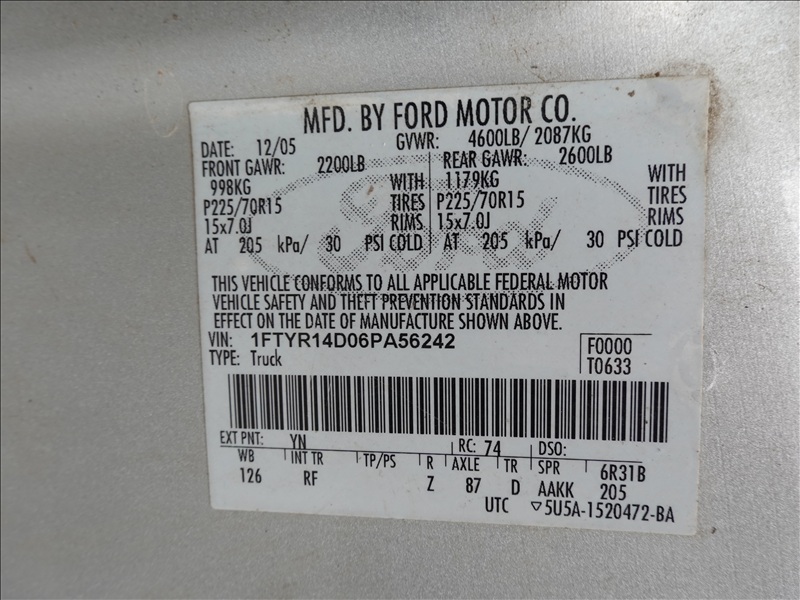 MFD. BY FORD MOTOR CO.
DATE: 12/05 GVWR: 4600LB/ 2087KG
FRONT GAWR: 2200LB REAR GAWR: 2600LB
998KG WITH 1179KG WITH
P225/70R15 TIRES P225/70R15 TIRES
15x7.0J RIMS 15x7.0J RIMS
AT 205 kPa/ 30 PSI COLD AT 205 kPa/ 30 PSI COLD
Ford
THIS VEHICLE CONFORMS TO ALL APPLICABLE FEDERAL MOTOR
VEHICLE SAFETY AND THEFT PREVENTION STANDARDS IN
EFFECT ON THE DATE OF MANUFACTURE SHOWN ABOVE.
VIN: 1FTYR14D06PA56242 F0000
TYPE: Truck T0633
EXT PNT: YN RC: 74 DSO:
WB INT TR TP/PS R AXLE TR SPR 6R31B
126 RF Z 87 D AAKK 205
UTC ▽5U5A-1520472-BA